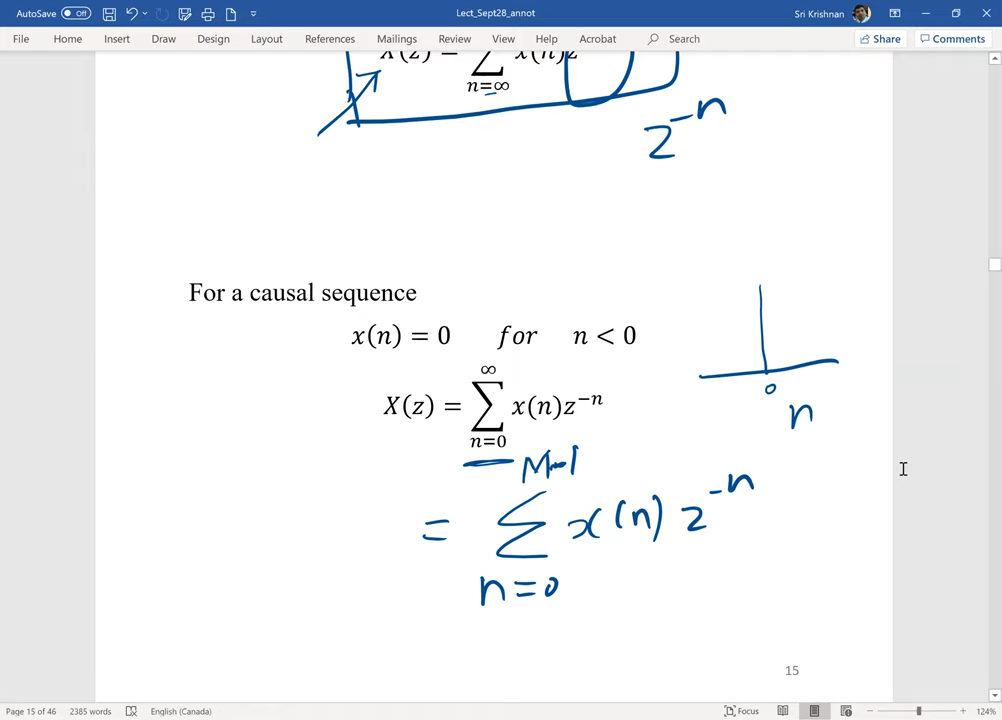 AutoSave Off Lect_Sept28_annot Sri Krishnan
File Home Insert Draw Design Layout References Mailings Review View Help Acrobat Search Share Comments
X(z) = ∑ x(n)z
n=∞
z^{-n}
For a causal sequence
x(n) = 0 for n < 0
∞
X(z) = ∑ x(n)z^{-n}
n=0
0
n
M-1
= ∑ x(n) z^{-n}
n=0
15
Page 15 of 46 2385 words English (Canada) Focus 124%